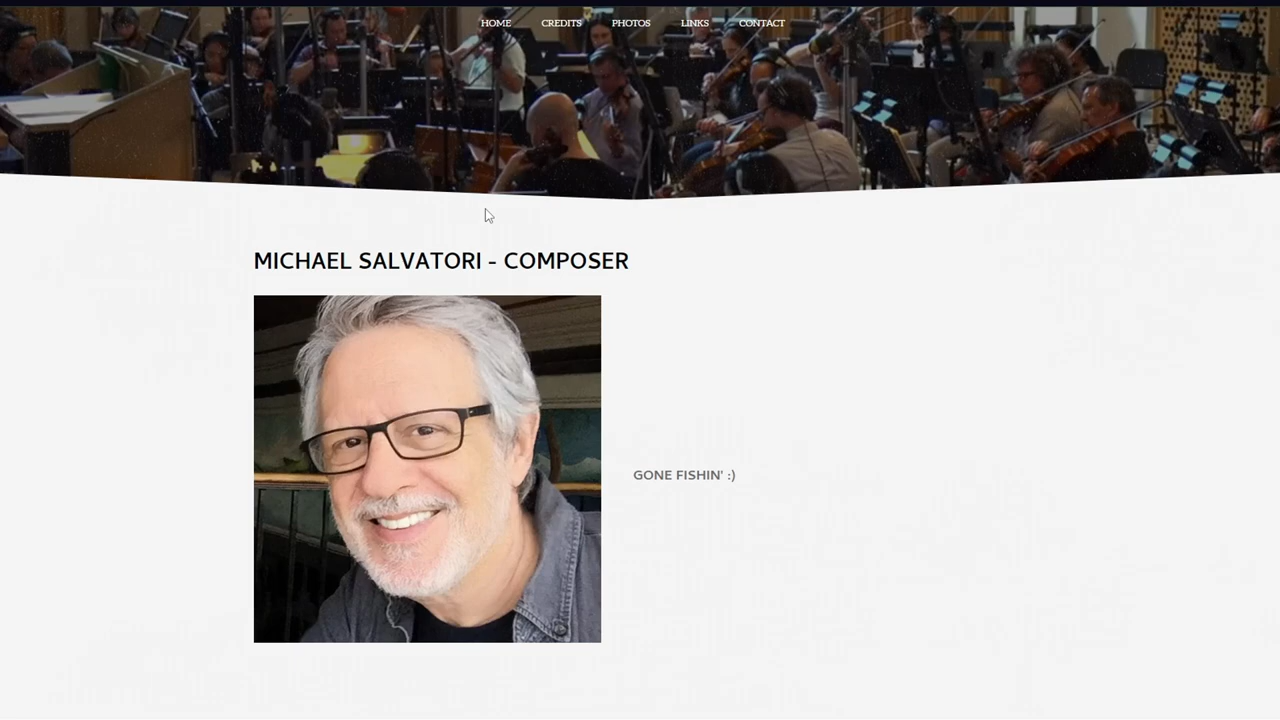 HOME CREDITS PHOTOS LINKS CONTACT
MICHAEL SALVATORI - COMPOSER
GONE FISHIN' :)